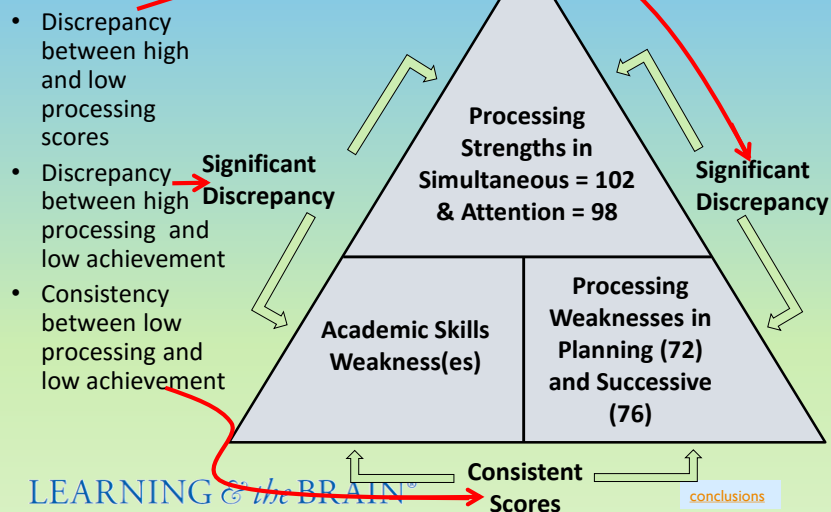 • Discrepancy
between high
and low
processing
scores
• Discrepancy
between high
processing and
low achievement
• Consistency
between low
processing and
low achievement
Significant
Discrepancy
Processing
Strengths in
Simultaneous = 102
& Attention = 98
Significant
Discrepancy
Academic Skills
Weakness(es)
Processing
Weaknesses in
Planning (72)
and Successive
(76)
Consistent
Scores
LEARNING & the BRAIN®
conclusions